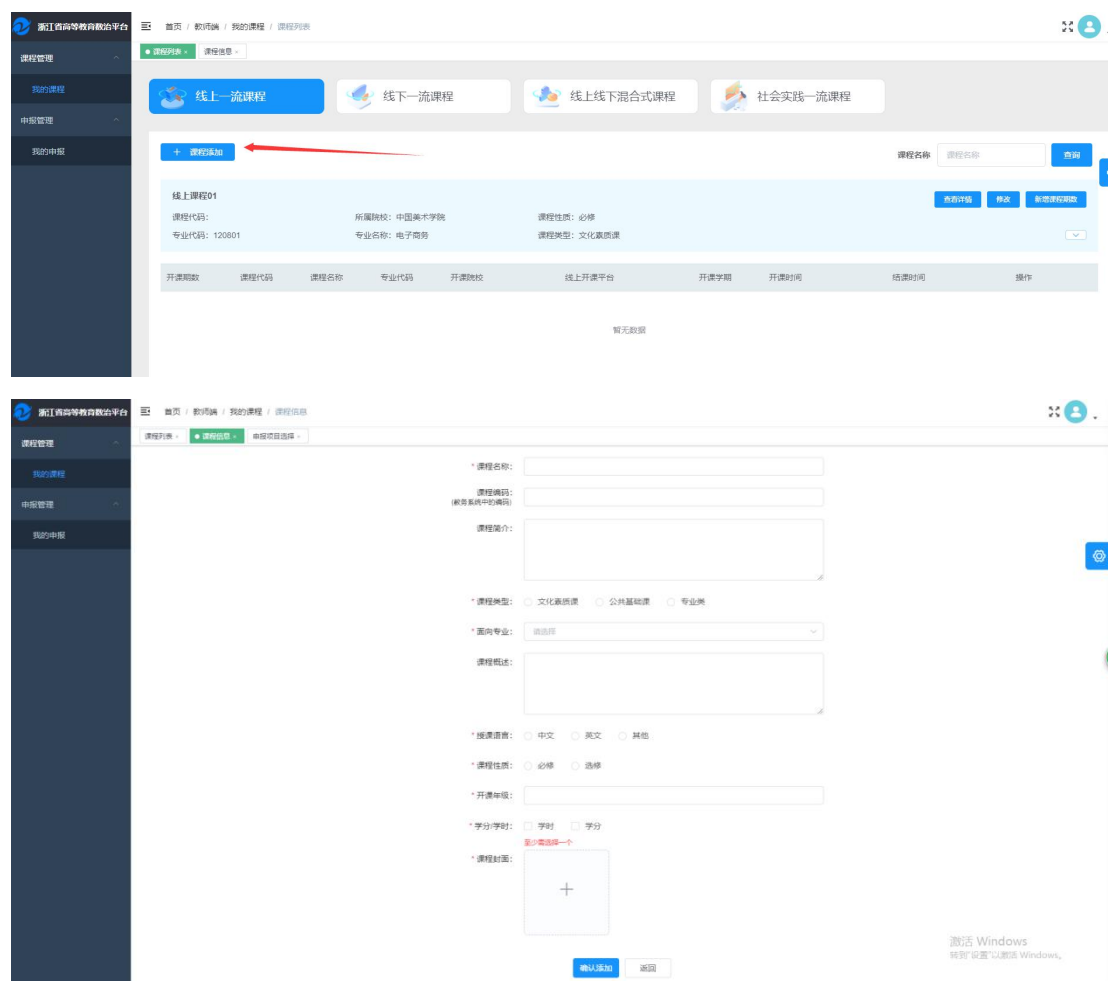 浙江省高等教育数治平台
首页 / 教师端 / 我的课程 / 课程列表
课程管理
课程列表 ×
课程信息 ×
我的课程
线上一流课程
线下一流课程
线上线下混合式课程
社会实践一流课程
申报管理
我的申报
+ 课程添加
课程名称
课程名称
查询
线上课程01
查看详情
修改
新增课程期数
课程代码:
所属院校: 中国美术学院
课程性质: 必修
专业代码: 120801
专业名称: 电子商务
课程类型: 文化素质课
开课期数 课程代码 课程名称 专业代码 开课院校 线上开课平台 开课学期 开课时间 结课时间 操作
暂无数据
浙江省高等教育数治平台
首页 / 教师端 / 我的课程 / 课程信息
课程管理
课程列表 ×
课程信息 ×
申报项目选择 ×
我的课程
申报管理
我的申报
* 课程名称:
课程编码:
(教务系统中的编码)
课程简介:
* 课程类型: 文化素质课 公共基础课 专业类
* 面向专业: 请选择
课程概述:
* 授课语言: 中文 英文 其他
* 课程性质: 必修 选修
* 开课年级:
* 学分/学时: 学时 学分
至少需选择一个
* 课程封面:
+
确认添加
返回
激活 Windows
转到"设置"以激活 Windows。